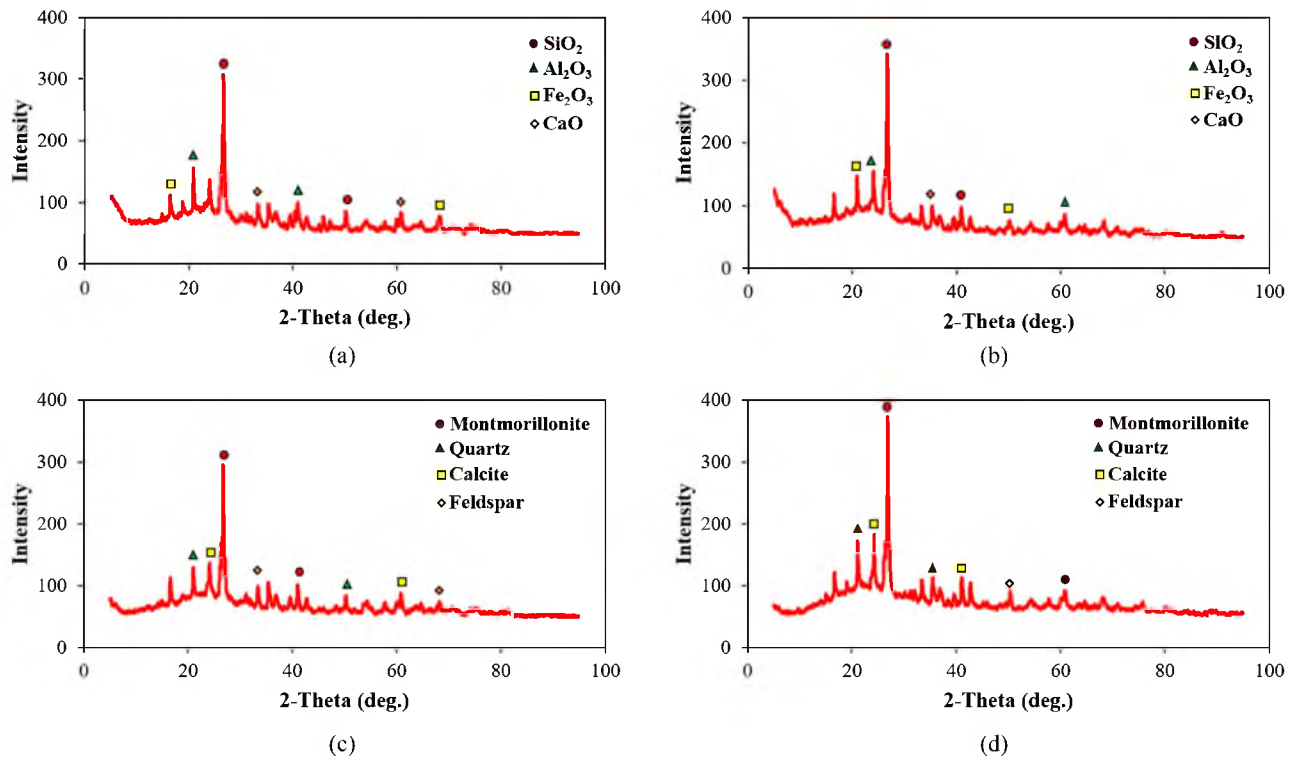 400
300
200
100
0
Intensity
SiO₂
Al₂O₃
Fe₂O₃
CaO
0 20 40 60 80 100
2-Theta (deg.)
(a)
400
300
200
100
0
Intensity
SlO₂
Al₂O₃
Fe₂O₃
CaO
0 20 40 60 80 100
2-Theta (deg.)
(b)
400
300
200
100
0
Intensity
Montmorillonite
Quartz
Calcite
Feldspar
0 20 40 60 80 100
2-Theta (deg.)
(c)
400
300
200
100
0
Intensity
Montmorillonite
Quartz
Calcite
Feldspar
0 20 40 60 80 100
2-Theta (deg.)
(d)